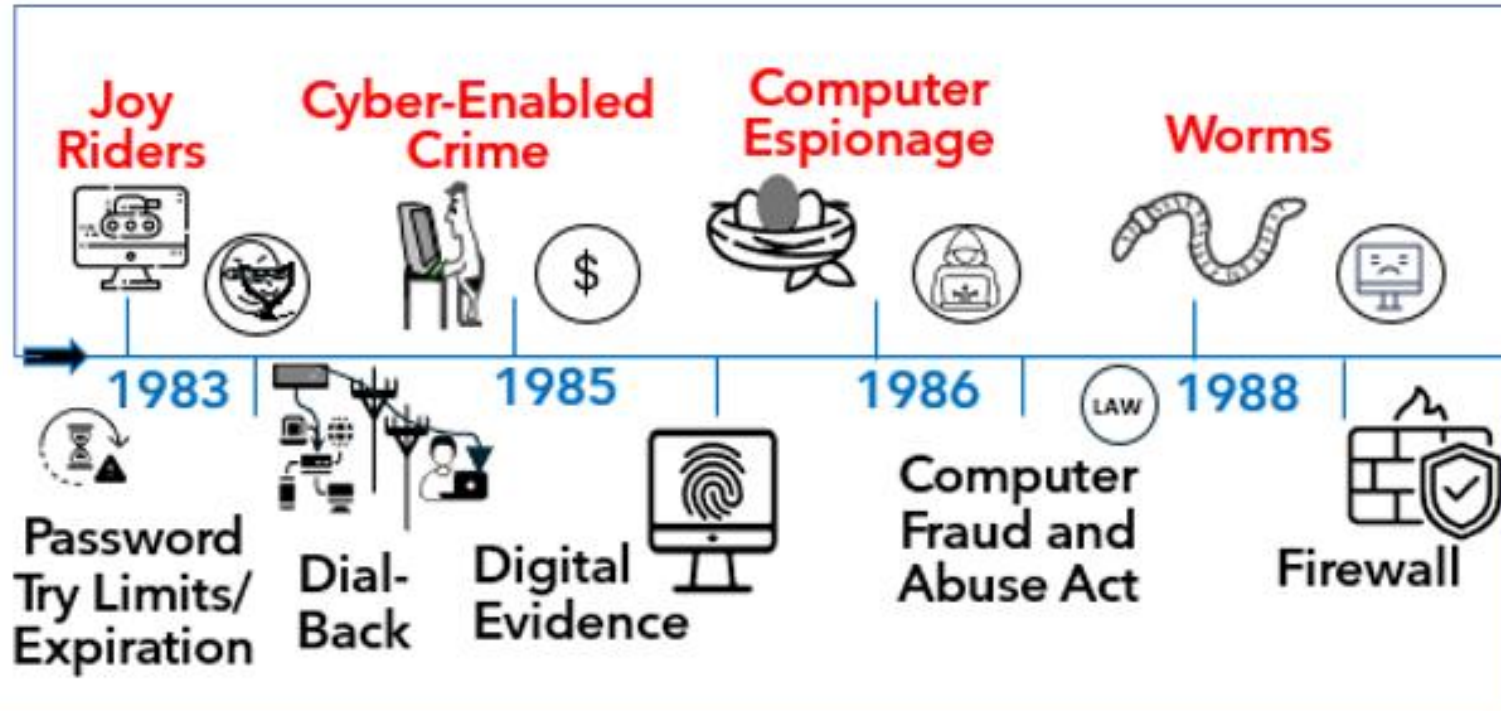 Joy
Riders
Cyber-Enabled
Crime
Computer
Espionage
Worms
$
1983
1985
1986
LAW
1988
Password
Try Limits/
Expiration
Dial-
Back
Digital
Evidence
Computer
Fraud and
Abuse Act
Firewall